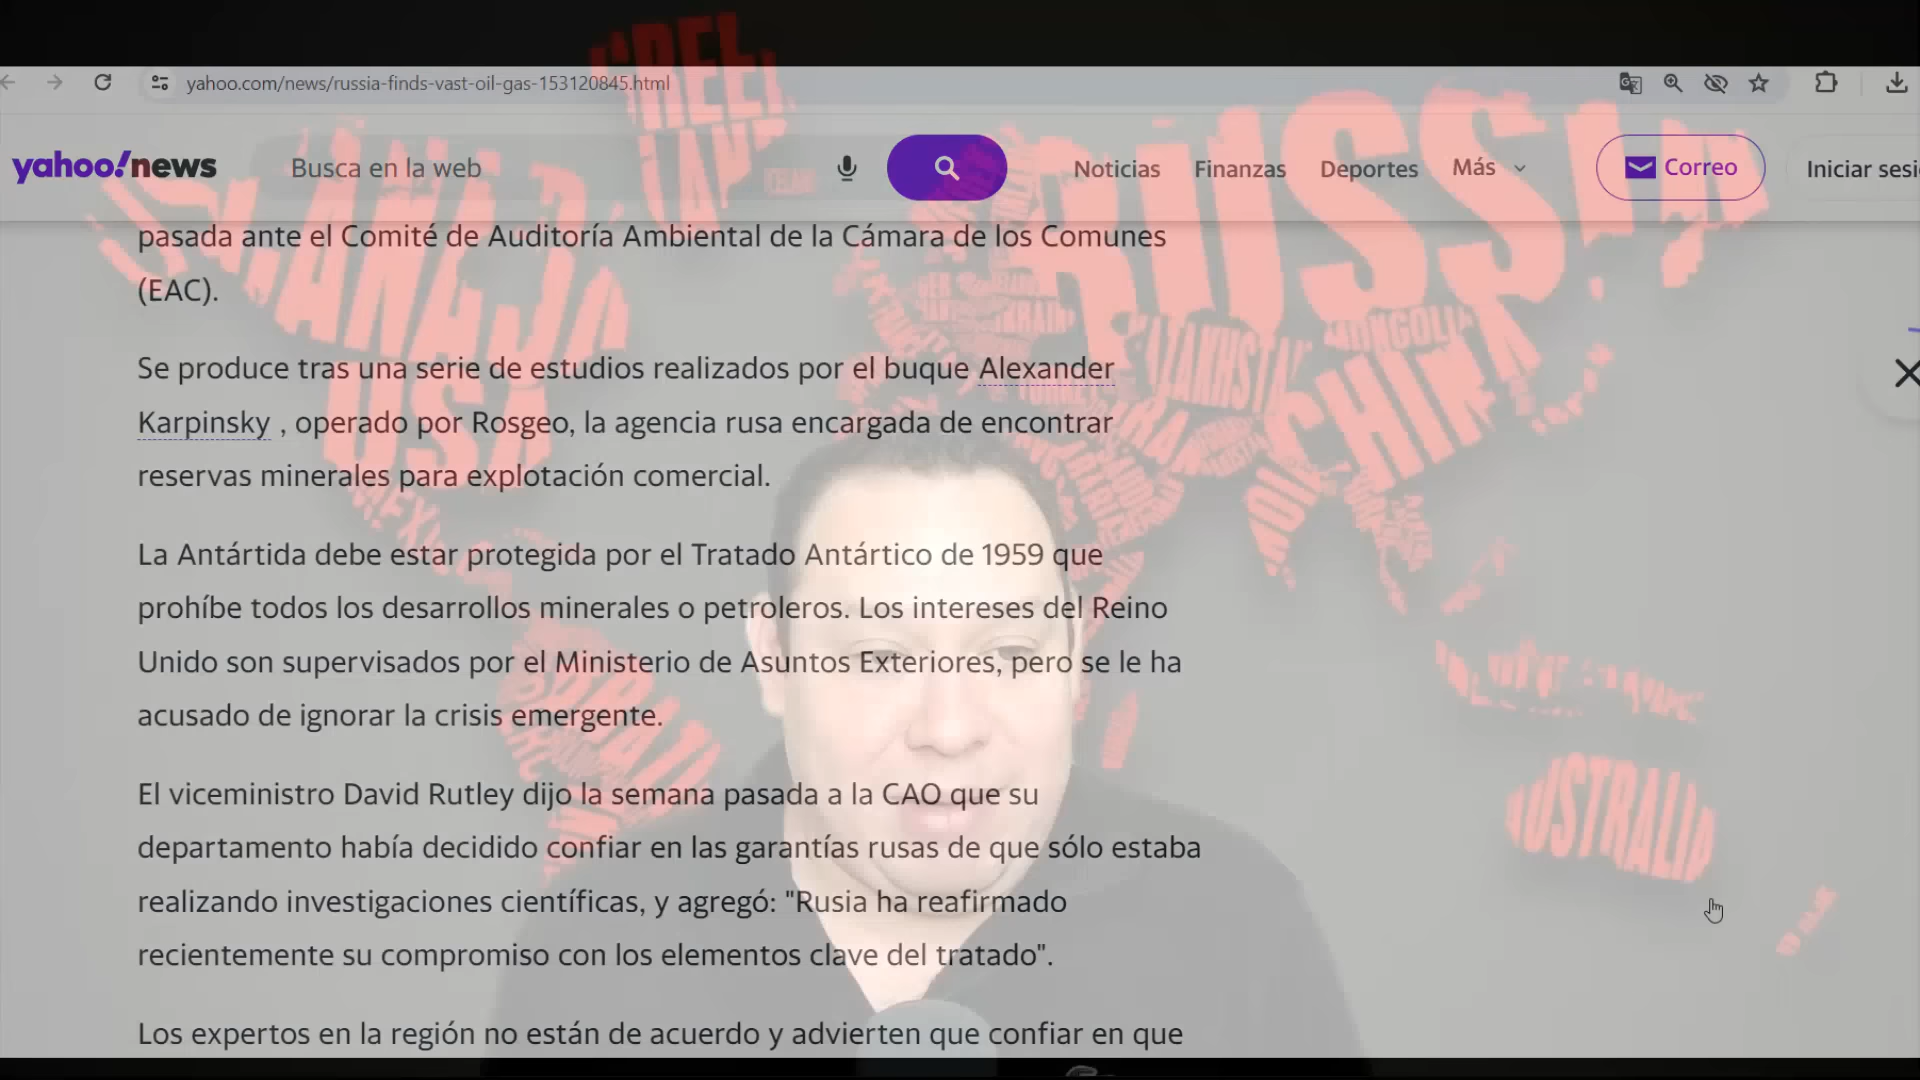 yahoo.com/news/russia-finds-vast-oil-gas-153120845.html
yahoo!news
Busca en la web
Noticias
Finanzas
Deportes
Más
Correo
Iniciar sesi
pasada ante el Comité de Auditoría Ambiental de la Cámara de los Comunes
(EAC).
Se produce tras una serie de estudios realizados por el buque Alexander
Karpinsky , operado por Rosgeo, la agencia rusa encargada de encontrar
reservas minerales para explotación comercial.
La Antártida debe estar protegida por el Tratado Antártico de 1959 que
prohíbe todos los desarrollos minerales o petroleros. Los intereses del Reino
Unido son supervisados por el Ministerio de Asuntos Exteriores, pero se le ha
acusado de ignorar la crisis emergente.
El viceministro David Rutley dijo la semana pasada a la CAO que su
departamento había decidido confiar en las garantías rusas de que sólo estaba
realizando investigaciones científicas, y agregó: "Rusia ha reafirmado
recientemente su compromiso con los elementos clave del tratado".
Los expertos en la región no están de acuerdo y advierten que confiar en que
RUSSIA
USA
MONGOLIA
CHINA
AUSTRALIA